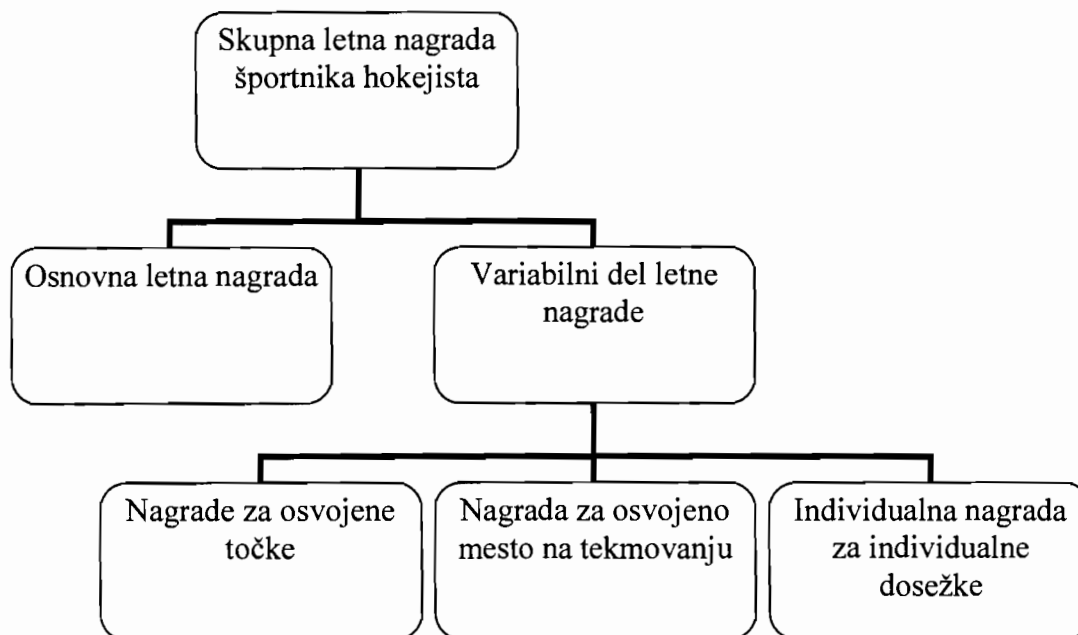 Skupna letna nagrada
športnika hokejista
Osnovna letna nagrada
Variabilni del letne
nagrade
Nagrade za osvojene
točke
Nagrada za osvojeno
mesto na tekmovanju
Individualna nagrada
za individualne
dosežke